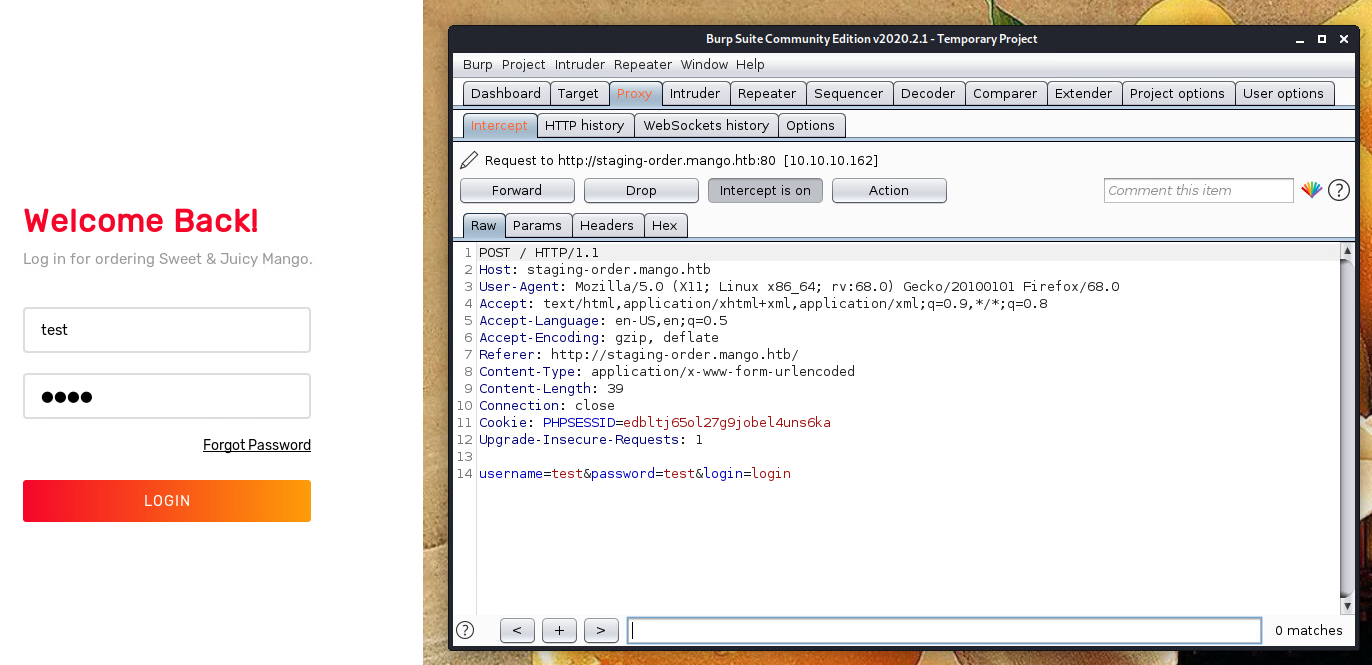 Welcome Back!
Log in for ordering Sweet & Juicy Mango.
test
Forgot Password
LOGIN
Burp Suite Community Edition v2020.2.1 - Temporary Project
Burp Project Intruder Repeater Window Help
Dashboard Target Proxy Intruder Repeater Sequencer Decoder Comparer Extender Project options User options
Intercept HTTP history WebSockets history Options
Request to http://staging-order.mango.htb:80 [10.10.10.162]
Forward Drop Intercept is on Action Comment this item ?
Raw Params Headers Hex
1 POST / HTTP/1.1
2 Host: staging-order.mango.htb
3 User-Agent: Mozilla/5.0 (X11; Linux x86_64; rv:68.0) Gecko/20100101 Firefox/68.0
4 Accept: text/html,application/xhtml+xml,application/xml;q=0.9,*/*;q=0.8
5 Accept-Language: en-US,en;q=0.5
6 Accept-Encoding: gzip, deflate
7 Referer: http://staging-order.mango.htb/
8 Content-Type: application/x-www-form-urlencoded
9 Content-Length: 39
10 Connection: close
11 Cookie: PHPSESSID=edbltj65ol27g9jobel4uns6ka
12 Upgrade-Insecure-Requests: 1
13
14 username=test&password=test&login=login
? < + > 0 matches